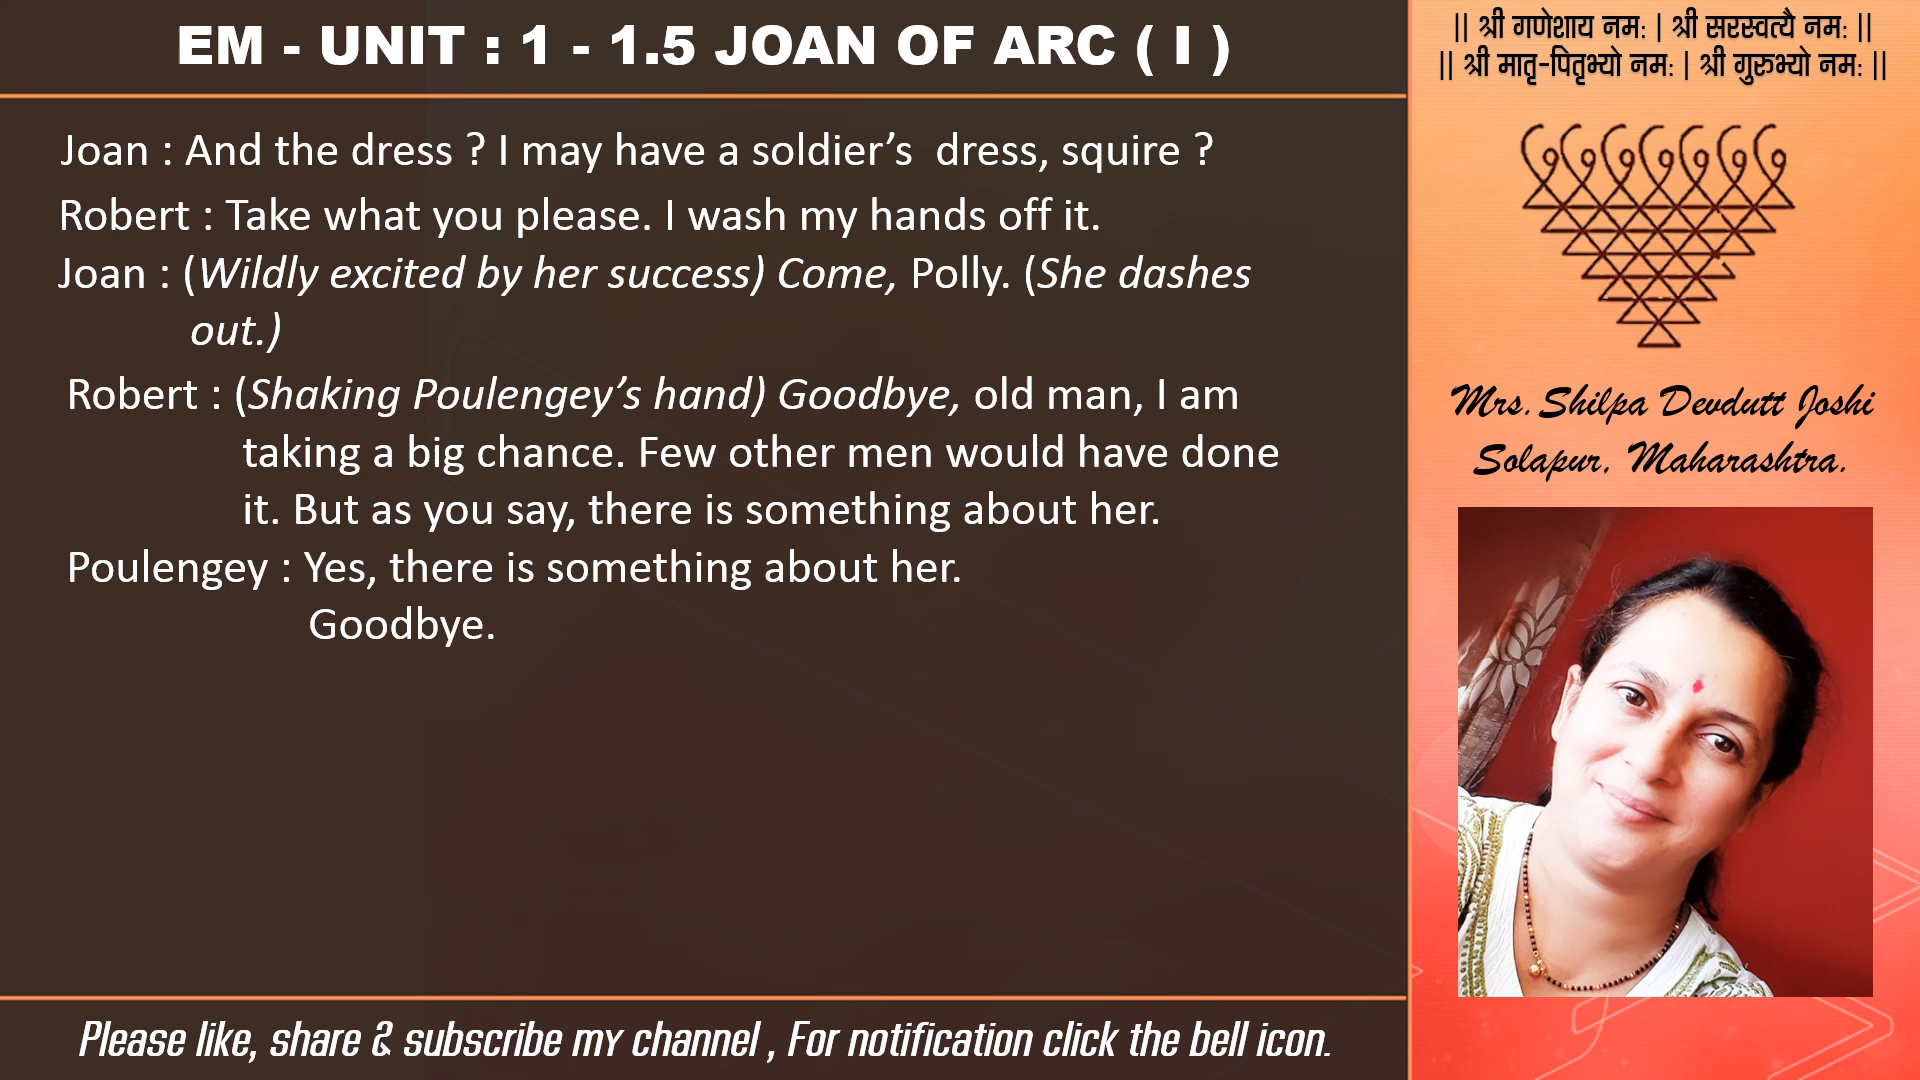 EM - UNIT : 1 - 1.5 JOAN OF ARC ( I )
Joan : And the dress ? I may have a soldier’s  dress, squire ?
Robert : Take what you please. I wash my hands off it.
Joan : (Wildly excited by her success) Come, Polly. (She dashes
out.)
Robert : (Shaking Poulengey’s hand) Goodbye, old man, I am
taking a big chance. Few other men would have done
it. But as you say, there is something about her.
Poulengey : Yes, there is something about her.
Goodbye.
Please like, share & subscribe my channel , For notification click the bell icon.
|| श्री गणेशाय नमः | श्री सरस्वत्यै नमः ||
|| श्री मातृ-पितृभ्यो नमः | श्री गुरुभ्यो नमः ||
Mrs. Shilpa Devdutt Joshi
Solapur, Maharashtra.